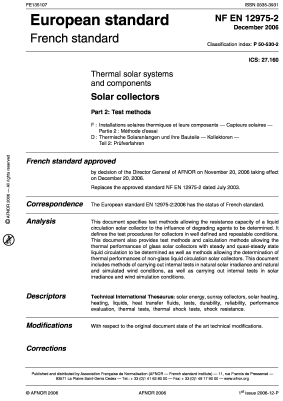 FE135107
ISSN 0335-3931
European standard
French standard
NF EN 12975-2
December 2006
Classification index: P 50-530-2
ICS: 27.160
Thermal solar systems
and components
Solar collectors
Part 2: Test methods
F : Installations solaires thermiques et leurs composants — Capteurs solaires —
Partie 2 : Méthode d'essai
D : Thermische Solaranlagen und ihre Bauteile — Kollektoren —
Teil 2: Prüfverfahren
© AFNOR 2006 — All rights reserved
French standard approved
by decision of the Director General of AFNOR on November 20, 2006 taking effect
on December 20, 2006.
Replaces the approved standard NF EN 12975-2 dated July 2003.
Correspondence
The European standard EN 12975-2:2006 has the status of French standard.
Analysis
This document specifies test methods allowing the resistance capacity of a liquid
circulation solar collector to the influence of degrading agents to be determined. It
defines the test procedures for collectors in well defined and repeatable conditions.
This document also provides test methods and calculation methods allowing the
thermal performances of glass solar collectors with steady and quasi-steady state
liquid circulation to be determined as well as methods allowing the determination of
thermal performances of non-glass liquid circulation solar collectors. This document
includes methods of carrying out internal tests in natural solar irradiance and natural
and simulated wind conditions, as well as carrying out internal tests in solar
irradiance and wind simulation conditions.
Descriptors
Technical International Thesaurus: solar energy, surrey collectors, solar heating,
heating, liquids, heat transfer fluids, tests, durability, reliability, performance
evaluation, thermal tests, thermal shock tests, shock resistance.
Modifications
With respect to the original document state of the art technical modifications.
Corrections
Published and distributed by Association Française de Normalisation (AFNOR — French standard institute) — 11, rue Francis de Pressensé —
93571 La Plaine Saint-Denis Cedex — Tel.: + 33 (0)1 41 62 80 00 — Fax: + 33 (0)1 49 17 90 00 — www.afnor.org
© AFNOR 2006
AFNOR 2006
1st issue 2006-12-P